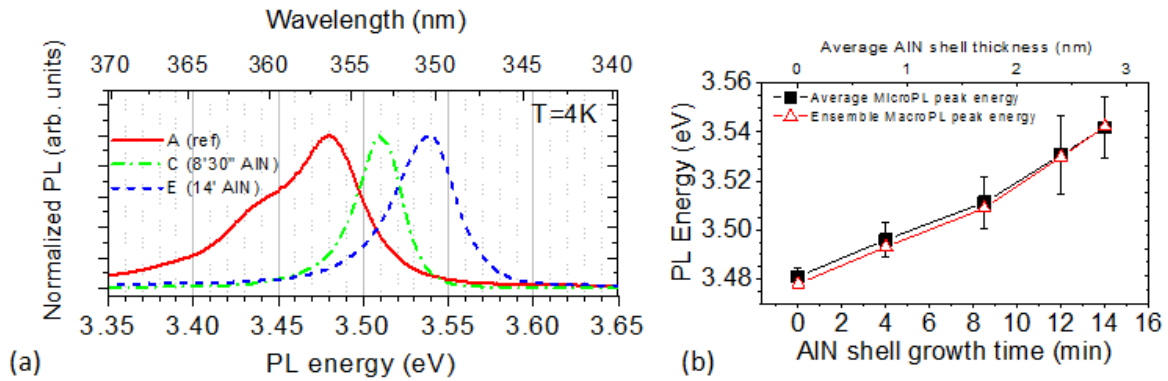 Wavelength (nm)
370 365 360 355 350 345 340
Normalized PL (arb. units)
T=4K
A (ref)
C (8'30" AlN)
E (14' AlN)
3.35 3.40 3.45 3.50 3.55 3.60 3.65
PL energy (eV)
(a)
Average AlN shell thickness (nm)
0 1 2 3
3.56
3.54
3.52
3.50
3.48
PL Energy (eV)
Average MicroPL peak energy
Ensemble MacroPL peak energy
0 2 4 6 8 10 12 14 16
AlN shell growth time (min)
(b)